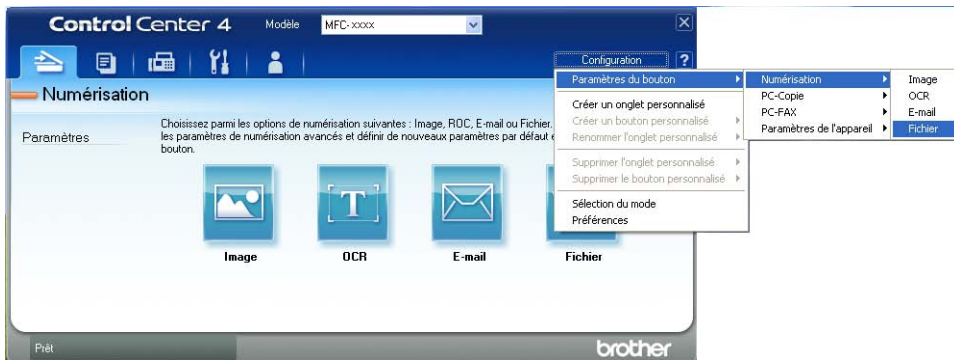 Control Center 4 Modèle MFC-xxxx
Configuration ?
Numérisation
Paramètres
Choisissez parmi les options de numérisation suivantes : Image, ROC, E-mail ou Fichier.
les paramètres de numérisation avancés et définir de nouveaux paramètres par défaut
bouton.
Image
OCR
E-mail
Fichier
Paramètres du bouton
Créer un onglet personnalisé
Créer un bouton personnalisé
Renommer l'onglet personnalisé
Supprimer l'onglet personnalisé
Supprimer le bouton personnalisé
Sélection du mode
Préférences
Numérisation
PC-Copie
PC-FAX
Paramètres de l'appareil
Image
OCR
E-mail
Fichier
Prêt
brother